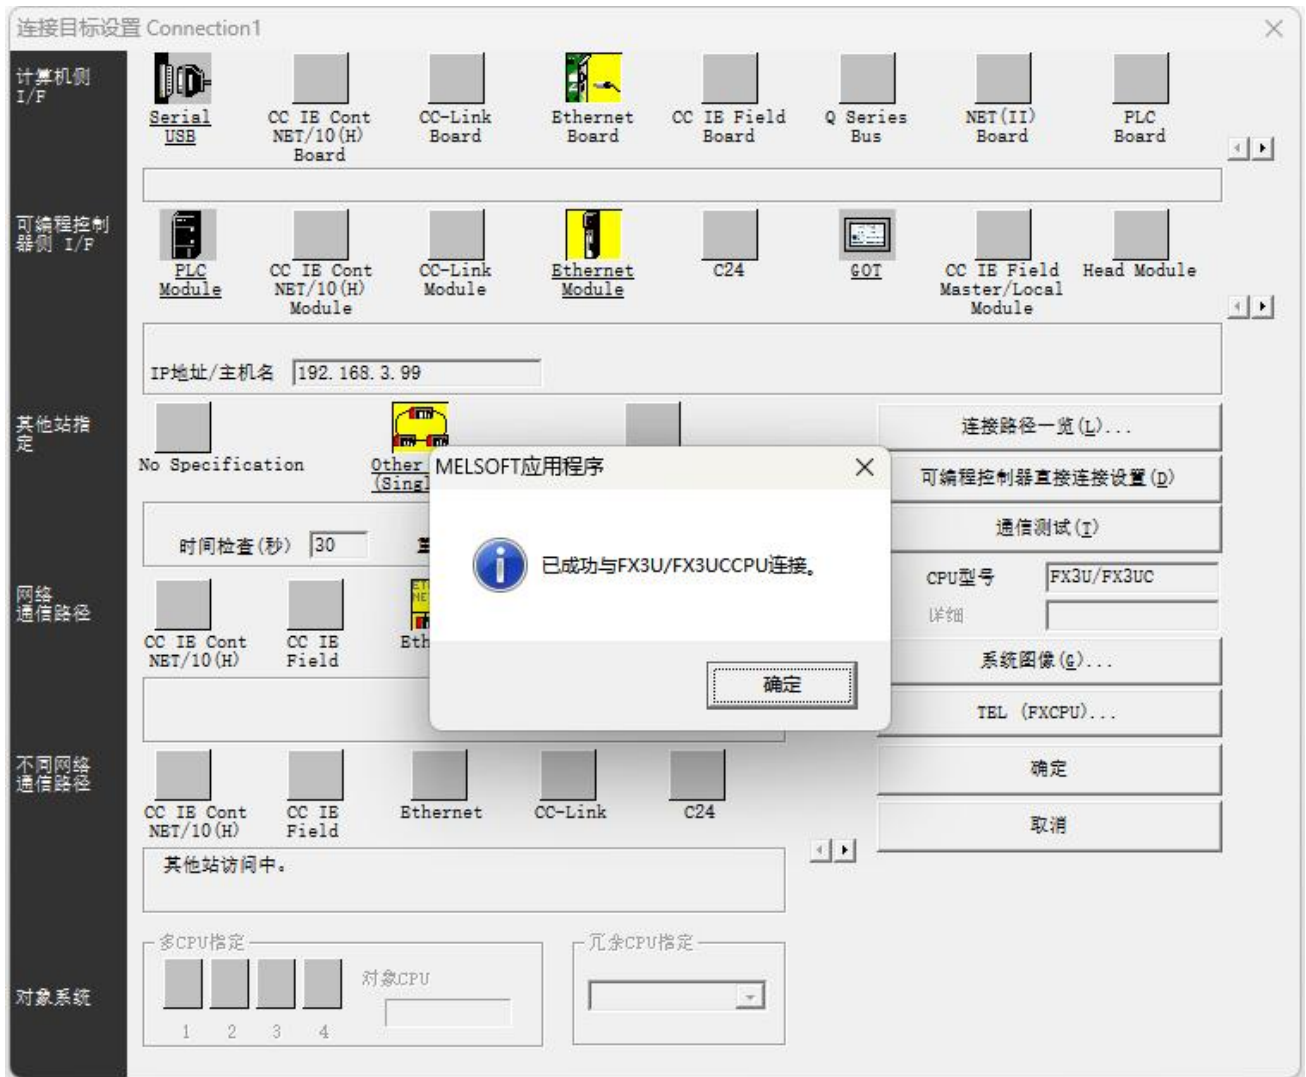 连接目标设置 Connection1
计算机侧
I/F
Serial
USB
CC IE Cont
NET/10(H)
Board
CC-Link
Board
Ethernet
Board
CC IE Field
Board
Q Series
Bus
NET(II)
Board
PLC
Board
可编程控制
器侧 I/F
PLC
Module
CC IE Cont
NET/10(H)
Module
CC-Link
Module
Ethernet
Module
C24
GOT
CC IE Field
Master/Local
Module
Head Module
IP地址/主机名
192.168.3.99
其他站指
定
No Specification
Other
时间检查(秒)
30
连接路径一览(L)...
可编程控制器直接连接设置(D)
通信测试(T)
CPU型号
FX3U/FX3UC
详细
系统图像(G)...
TEL (FXCPU)...
确定
取消
MELSOFT应用程序
已成功与FX3U/FX3UCCPU连接。
确定
网络
通信路径
CC IE Cont
NET/10(H)
CC IE
Field
不同网络
通信路径
CC IE Cont
NET/10(H)
CC IE
Field
Ethernet
CC-Link
C24
其他站访问中。
对象系统
多CPU指定
1 2 3 4
对象CPU
冗余CPU指定